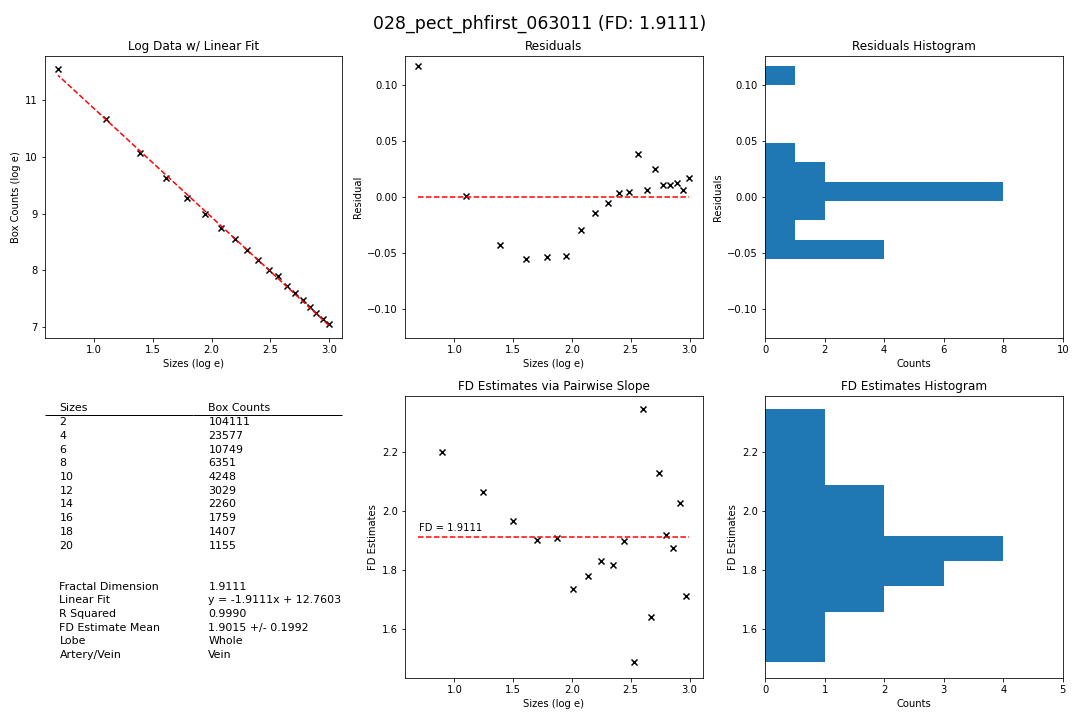 028_pect_phfirst_063011 (FD: 1.9111)
Log Data w/ Linear Fit
Box Counts (log e)
11
10
9
8
7
1.0 1.5 2.0 2.5 3.0
Sizes (log e)
Residuals
Residual
0.10
0.05
0.00
−0.05
−0.10
1.0 1.5 2.0 2.5 3.0
Sizes (log e)
Residuals Histogram
Residuals
0.10
0.05
0.00
−0.05
−0.10
0 2 4 6 8 10
Counts
Sizes Box Counts
2 104111
4 23577
6 10749
8 6351
10 4248
12 3029
14 2260
16 1759
18 1407
20 1155
Fractal Dimension 1.9111
Linear Fit y = -1.9111x + 12.7603
R Squared 0.9990
FD Estimate Mean 1.9015 +/- 0.1992
Lobe Whole
Artery/Vein Vein
FD Estimates via Pairwise Slope
FD Estimates
2.2
2.0
1.8
1.6
FD = 1.9111
1.0 1.5 2.0 2.5 3.0
Sizes (log e)
FD Estimates Histogram
FD Estimates
2.2
2.0
1.8
1.6
0 1 2 3 4 5
Counts